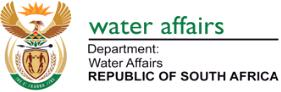 water affairs
Department:
Water Affairs
REPUBLIC OF SOUTH AFRICA